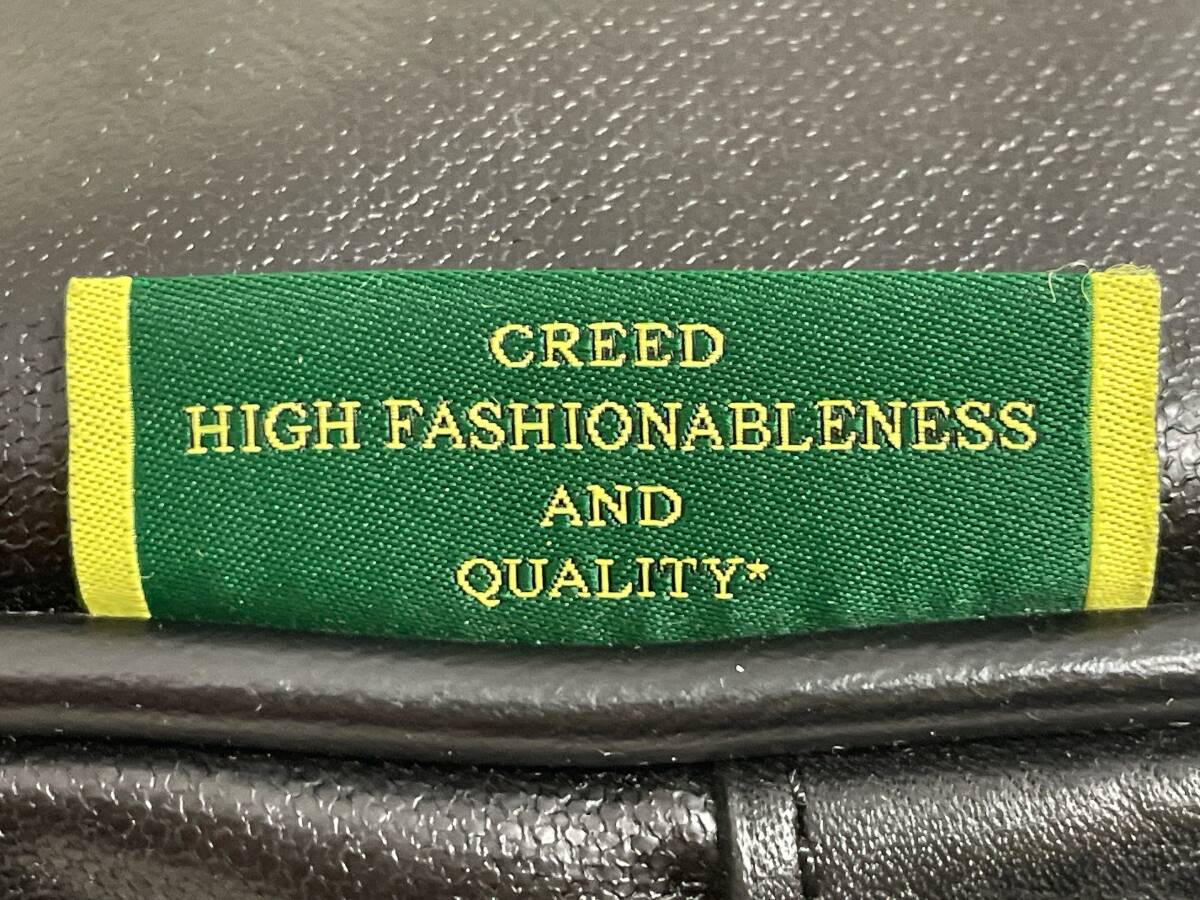 CREED
HIGH FASHIONABLENESS
AND
QUALITY*